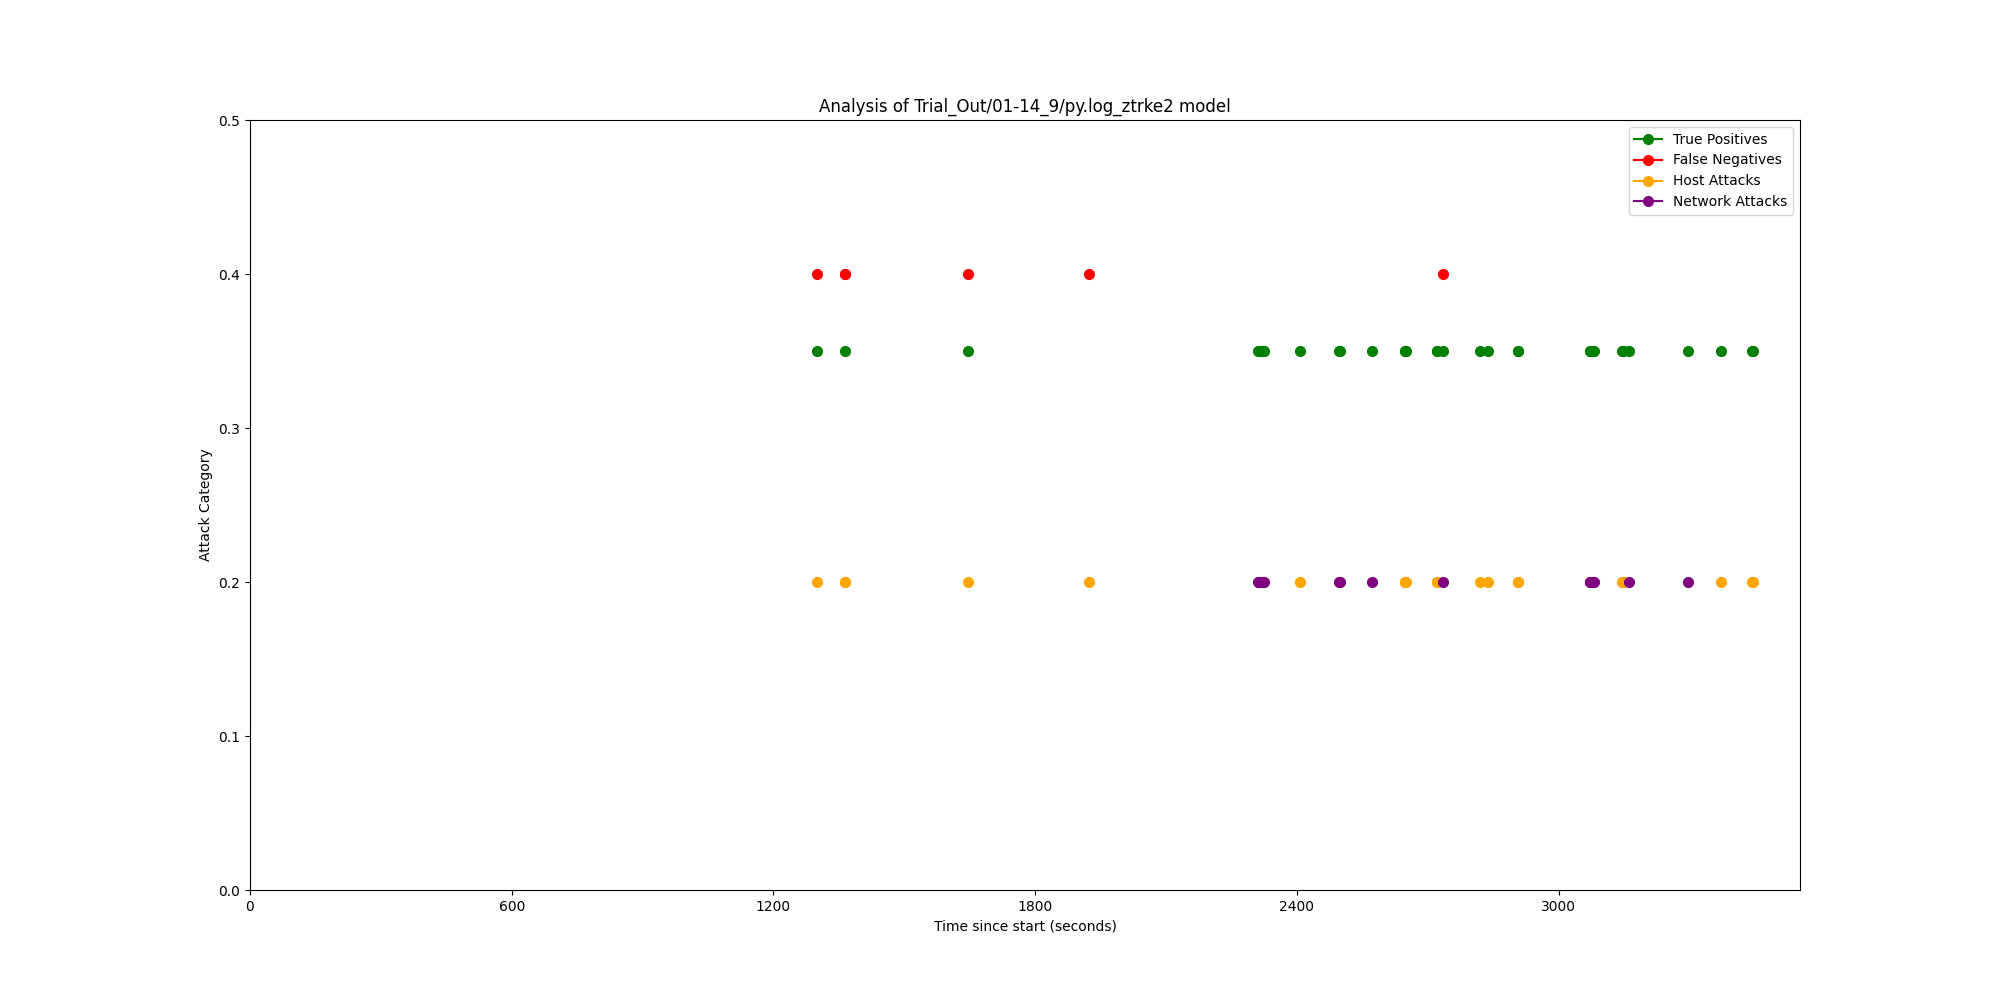 Analysis of Trial_Out/01-14_9/py.log_ztrke2 model
True Positives
False Negatives
Host Attacks
Network Attacks
Attack Category
0.5
0.4
0.3
0.2
0.1
0.0
0 600 1200 1800 2400 3000
Time since start (seconds)